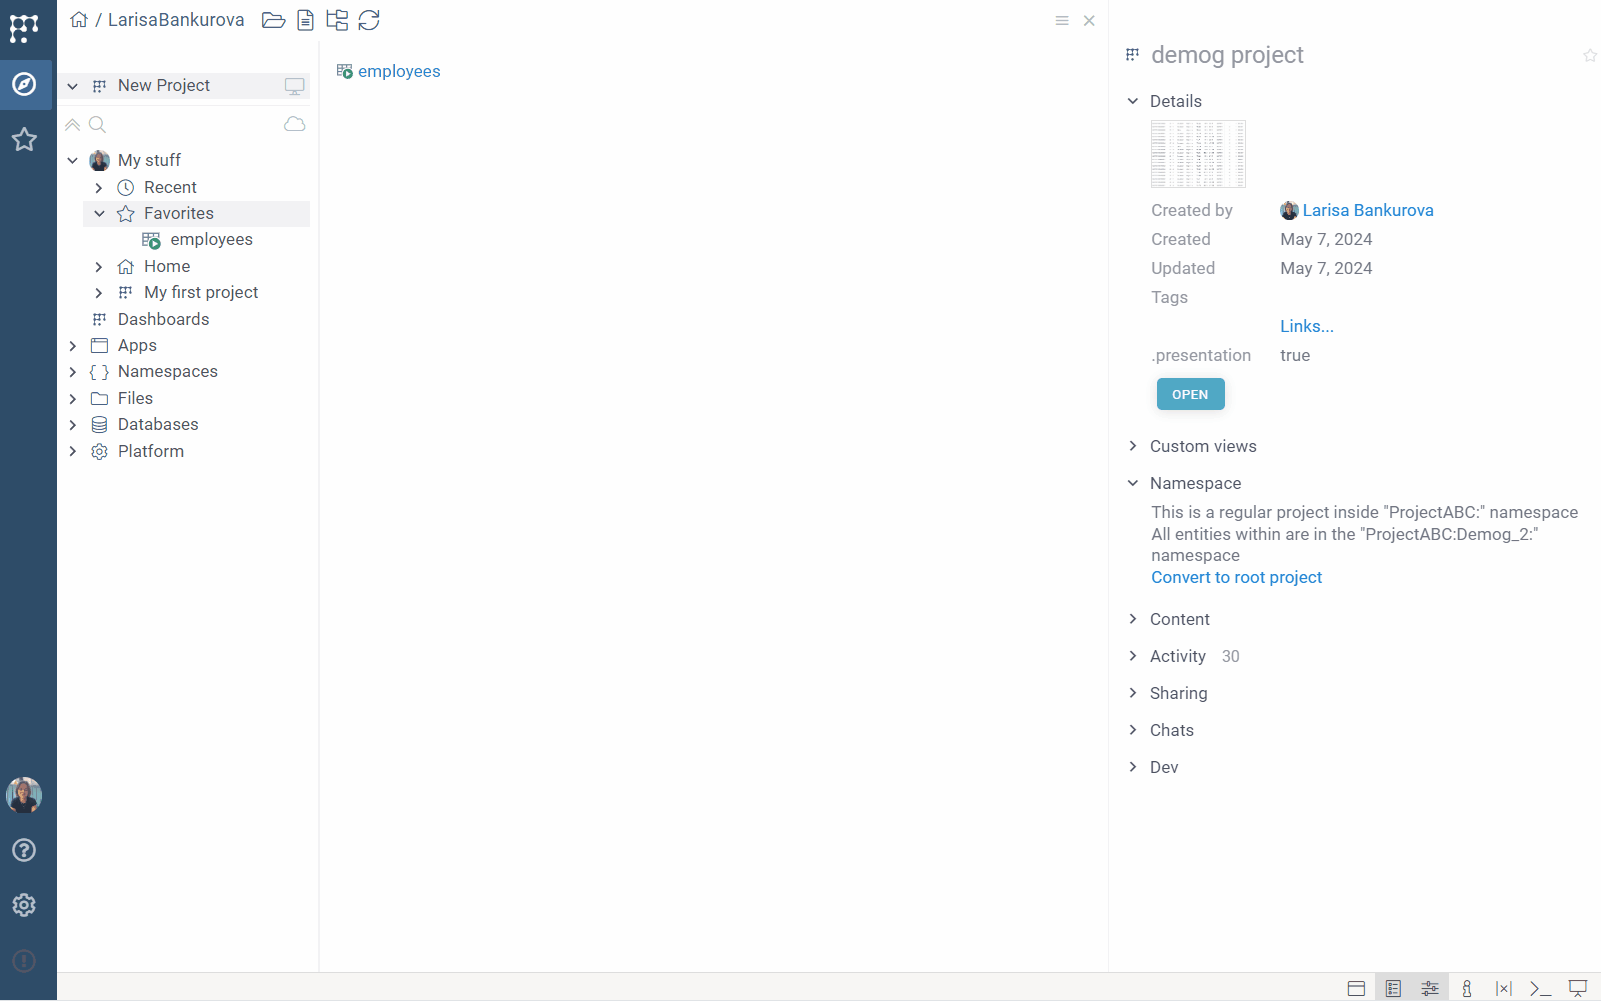 / LarisaBankurova
New Project
My stuff
Recent
Favorites
employees
Home
My first project
Dashboards
Apps
Namespaces
Files
Databases
Platform
employees
demog project
Details
Created by Larisa Bankurova
Created May 7, 2024
Updated May 7, 2024
Tags
Links...
.presentation true
OPEN
Custom views
Namespace
This is a regular project inside "ProjectABC:" namespace
All entities within are in the "ProjectABC:Demog_2:"
namespace
Convert to root project
Content
Activity 30
Sharing
Chats
Dev